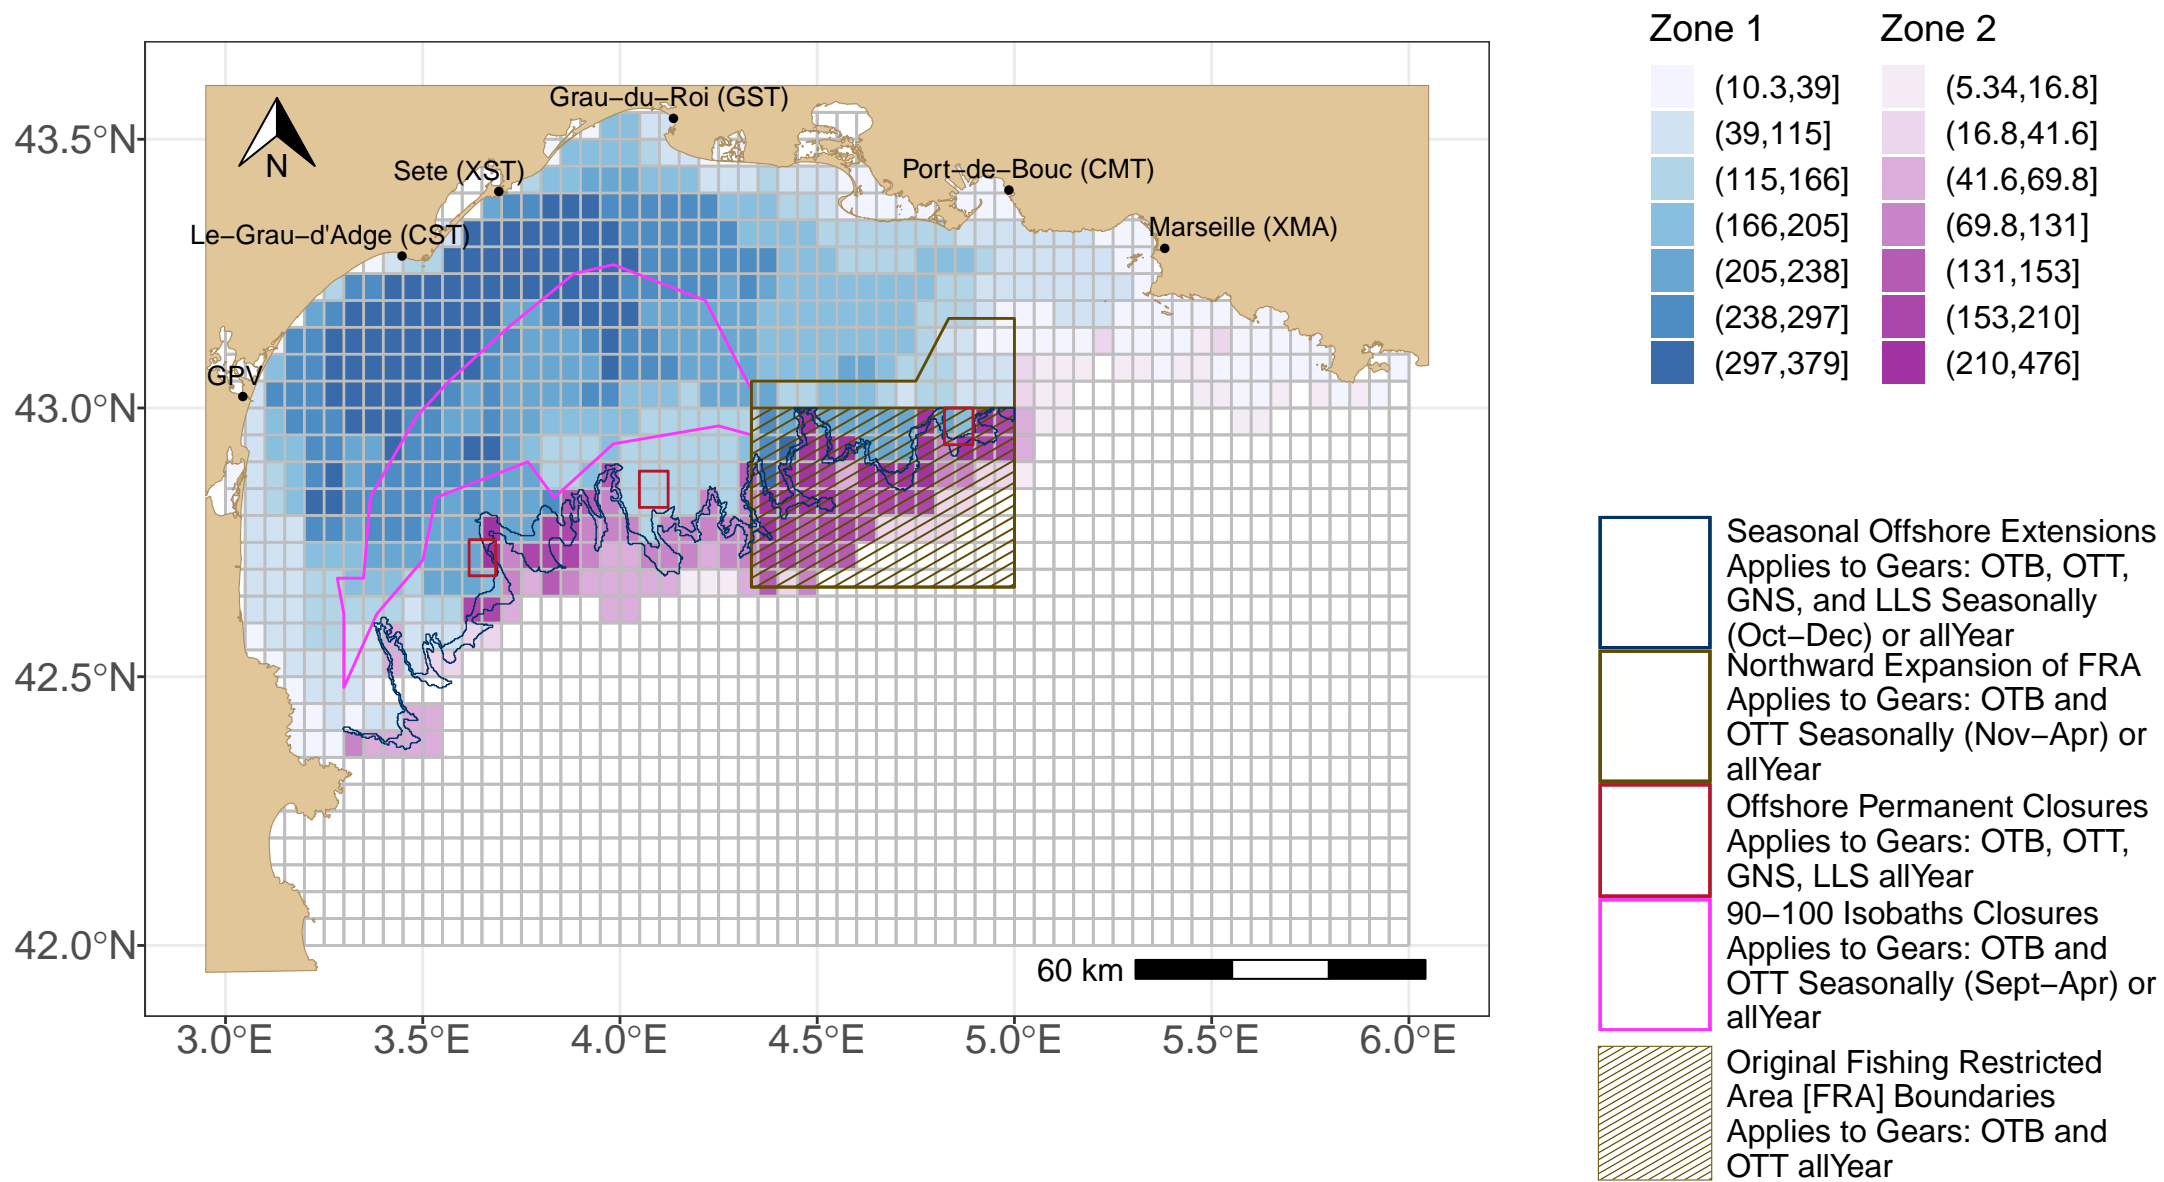 Zone 1
(10.3,39]
(39,115]
(115,166]
(166,205]
(205,238]
(238,297]
(297,379]
Zone 2
(5.34,16.8]
(16.8,41.6]
(41.6,69.8]
(69.8,131]
(131,153]
(153,210]
(210,476]
Grau−du−Roi (GST)
43.5°N
N
Sete (XST)
Port−de−Bouc (CMT)
Le−Grau−d'Adge (CST)
Marseille (XMA)
GPV
43.0°N
42.5°N
42.0°N
60 km
3.0°E
3.5°E
4.0°E
4.5°E
5.0°E
5.5°E
6.0°E
Seasonal Offshore Extensions
Applies to Gears: OTB, OTT,
GNS, and LLS Seasonally
(Oct−Dec) or allYear
Northward Expansion of FRA
Applies to Gears: OTB and
OTT Seasonally (Nov−Apr) or
allYear
Offshore Permanent Closures
Applies to Gears: OTB, OTT,
GNS, LLS allYear
90−100 Isobaths Closures
Applies to Gears: OTB and
OTT Seasonally (Sept−Apr) or
allYear
Original Fishing Restricted
Area [FRA] Boundaries
Applies to Gears: OTB and
OTT allYear